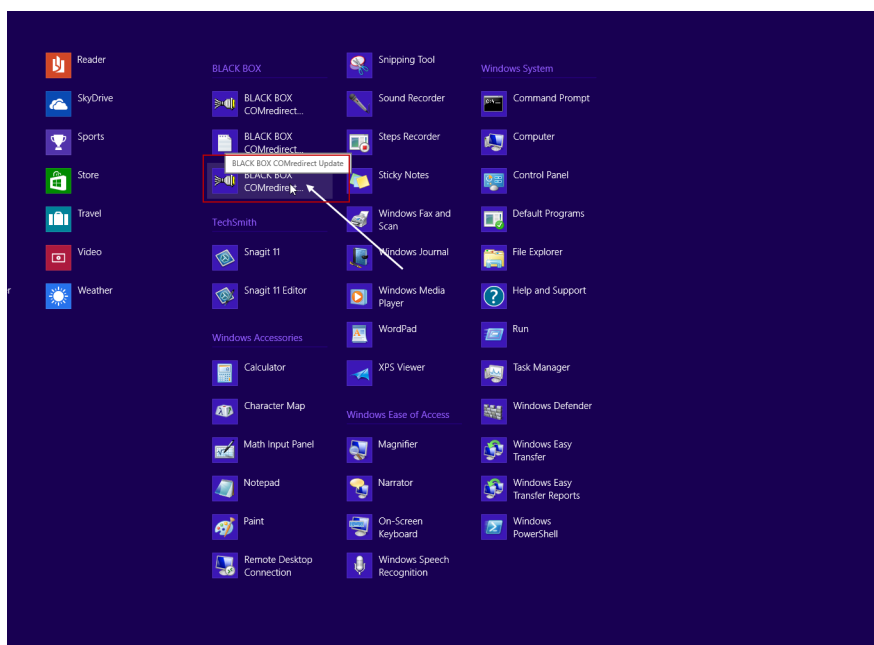 Reader
SkyDrive
Sports
Store
Travel
Video
Weather
r
BLACK BOX
BLACK BOX
COMredirect...
BLACK BOX
COMredirect...
BLACK BOX COMredirect Update
BLACK BOX
COMredirect...
TechSmith
Snagit 11
Snagit 11 Editor
Windows Accessories
Calculator
Character Map
Math Input Panel
Notepad
Paint
Remote Desktop
Connection
Snipping Tool
Sound Recorder
Steps Recorder
Sticky Notes
Windows Fax and
Scan
Windows Journal
Windows Media
Player
WordPad
XPS Viewer
Windows Ease of Access
Magnifier
Narrator
On-Screen
Keyboard
Windows Speech
Recognition
Windows System
Command Prompt
Computer
Control Panel
Default Programs
File Explorer
Help and Support
Run
Task Manager
Windows Defender
Windows Easy
Transfer
Windows Easy
Transfer Reports
Windows
PowerShell